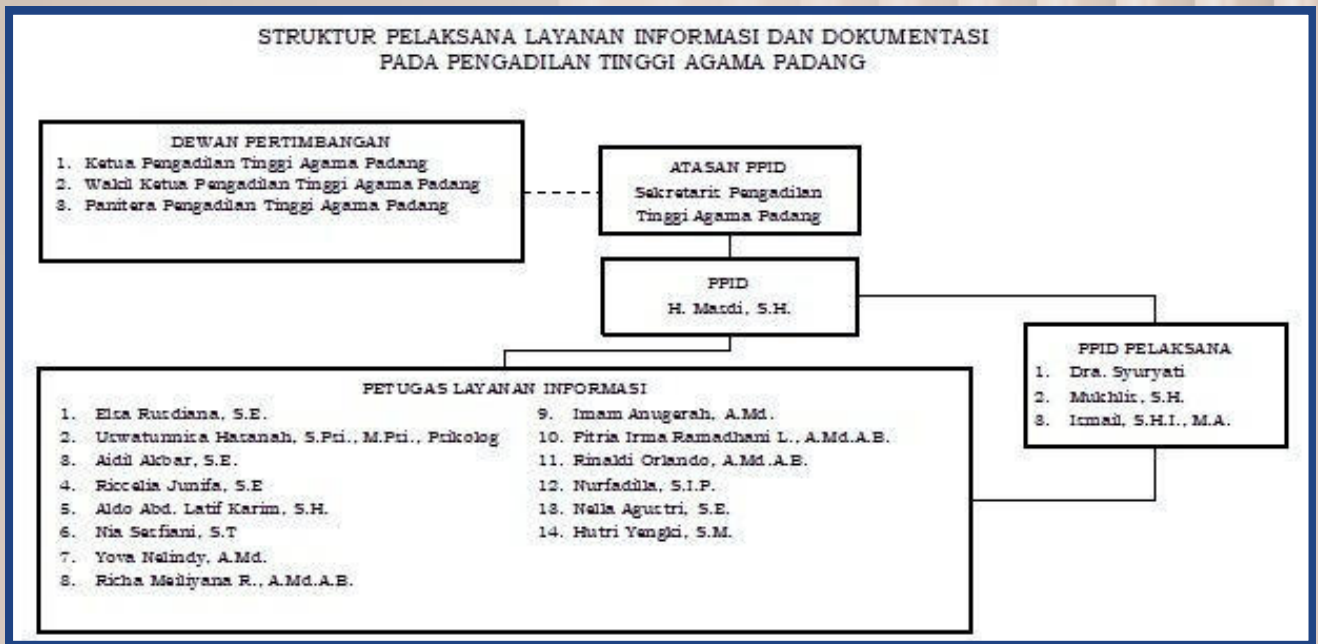 STRUKTUR PELAKSANA LAYANAN INFORMASI DAN DOKUMENTASI
PADA PENGADILAN TINGGI AGAMA PADANG
DEWAN PERTIMBANGAN
1. Ketua Pengadilan Tinggi Agama Padang
2. Wakil Ketua Pengadilan Tinggi Agama Padang
3. Panitera Pengadilan Tinggi Agama Padang
ATASAN PPID
Sekretaris Pengadilan
Tinggi Agama Padang
PPID
H. Masdi, S.H.
PPID PELAKSANA
1. Dra. Syuryati
2. Mukhlis, S.H.
3. Ismail, S.H.I., M.A.
PETUGAS LAYANAN INFORMASI
1. Elsa Rusdiana, S.E.
2. Uswatunnisa Hasanah, S.Psi., M.Psi., Psikolog
3. Aidil Akbar, S.E.
4. Riccelia Junifa, S.E
5. Aldo Abd. Latif Karim, S.H.
6. Nia Sesfiani, S.T
7. Yova Nelindy, A.Md.
8. Richa Meiliyana R., A.Md.A.B.
9. Imam Anugerah, A.Md.
10. Fitria Irma Ramadhani L., A.Md.A.B.
11. Rinaldi Orlando, A.Md.A.B.
12. Nurfadilla, S.I.P.
13. Nella Agustri, S.E.
14. Hutri Yengki, S.M.